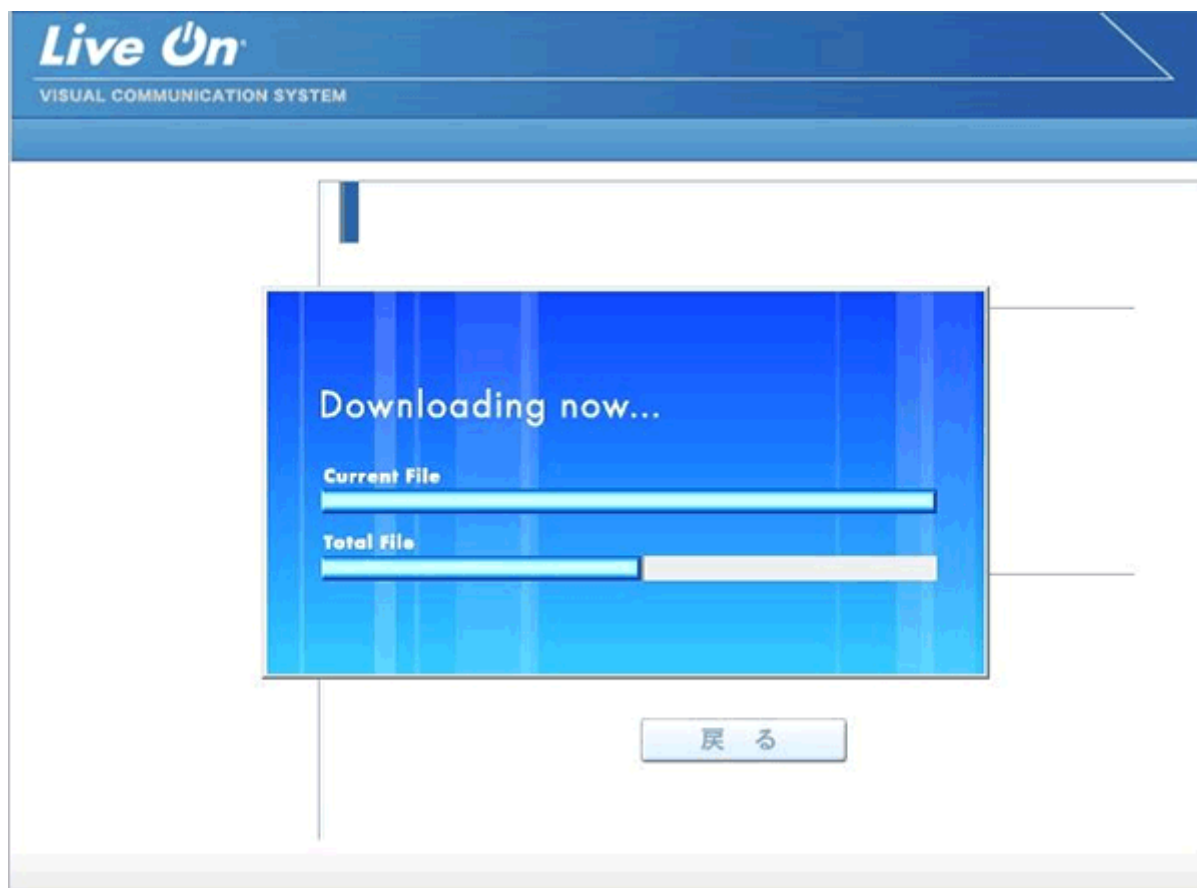 Live On
VISUAL COMMUNICATION SYSTEM
Downloading now...
Current File
Total File
戻 る